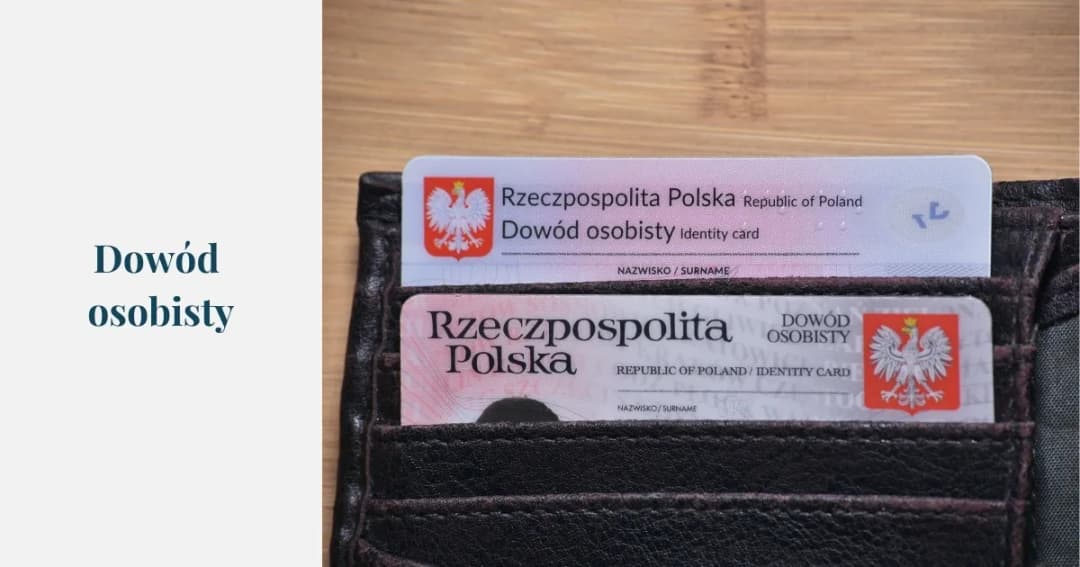 Dowód
osobisty
Rzeczpospolita Polska Republic of Poland
Dowód osobisty Identity card
NAZWISKO / SURNAME
Rzeczpospolita
Polska
DOWÓD
OSOBISTY
REPUBLIC OF POLAND / IDENTITY CARD
NAZWISKO / SURNAME